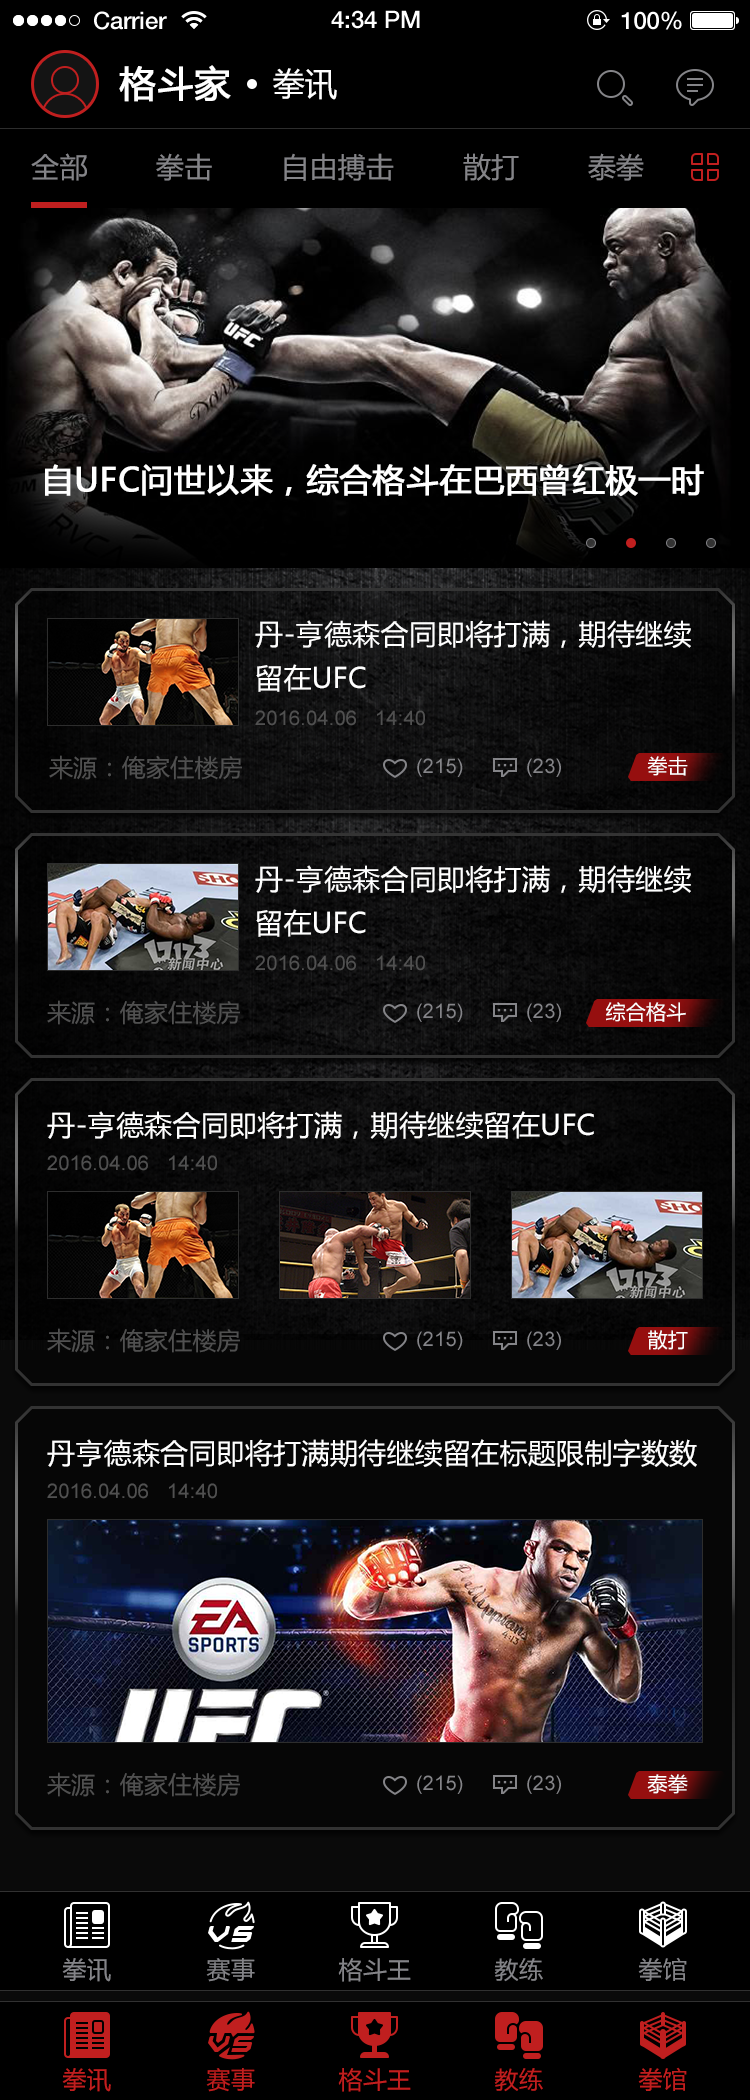 Carrier
4:34 PM
100%
格斗家 • 拳讯
全部 拳击 自由搏击 散打 泰拳
UFC
自UFC问世以来，综合格斗在巴西曾红极一时
丹-亨德森合同即将打满，期待继续
留在UFC
2016.04.06 14:40
来源：俺家住楼房 (215) (23) 拳击
SHO
丹-亨德森合同即将打满，期待继续
留在UFC
新闻中心
2016.04.06 14:40
来源：俺家住楼房 (215) (23) 综合格斗
丹-亨德森合同即将打满，期待继续留在UFC
2016.04.06 14:40
SHO
新闻中心
来源：俺家住楼房 (215) (23) 散打
丹亨德森合同即将打满期待继续留在标题限制字数数
2016.04.06 14:40
EA
SPORTS
UFC
来源：俺家住楼房 (215) (23) 泰拳
VS
拳讯 赛事 格斗王 教练 拳馆
VS
拳讯 赛事 格斗王 教练 拳馆